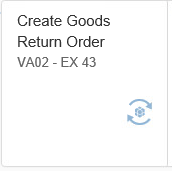 Create Goods
Return Order
VA02 - EX 43